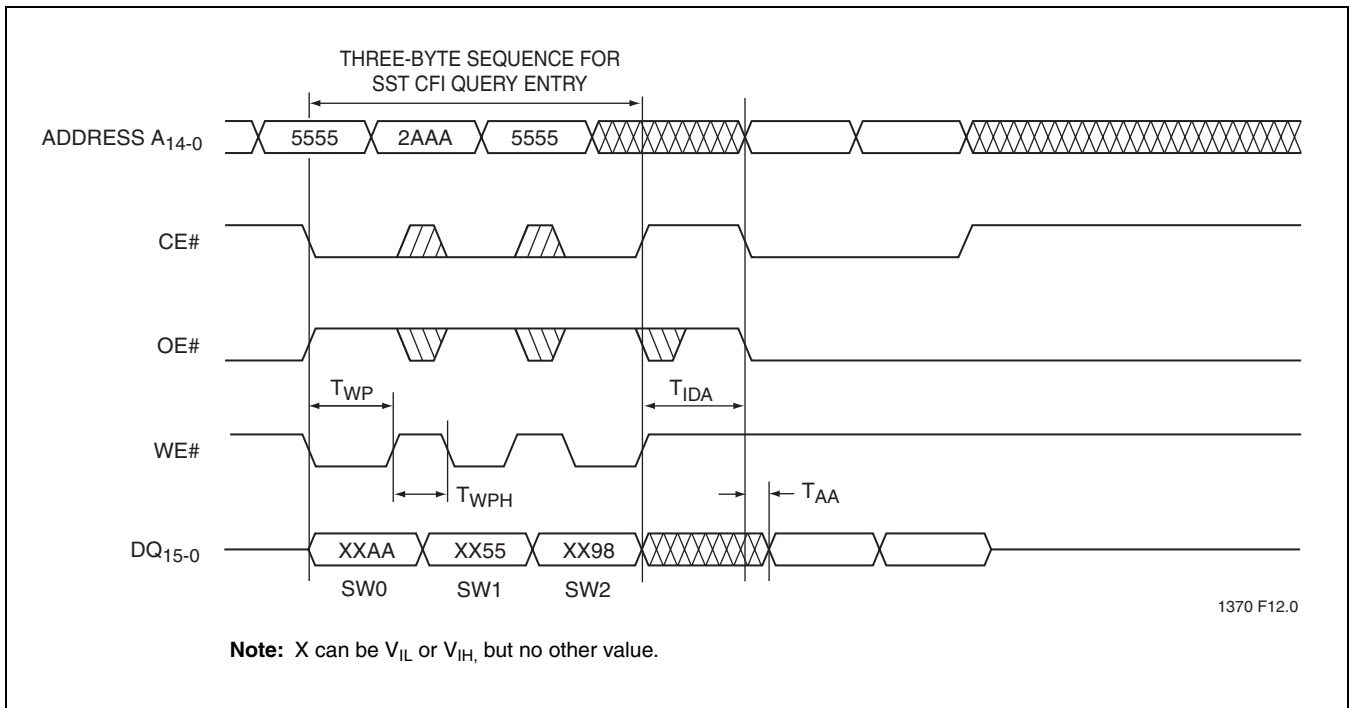 THREE-BYTE SEQUENCE FOR
SST CFI QUERY ENTRY
ADDRESS A14-0
5555 2AAA 5555
CE#
OE#
TWP TIDA
WE#
TWPH TAA
DQ15-0
XXAA XX55 XX98
SW0 SW1 SW2
1370 F12.0
Note: X can be VIL or VIH, but no other value.